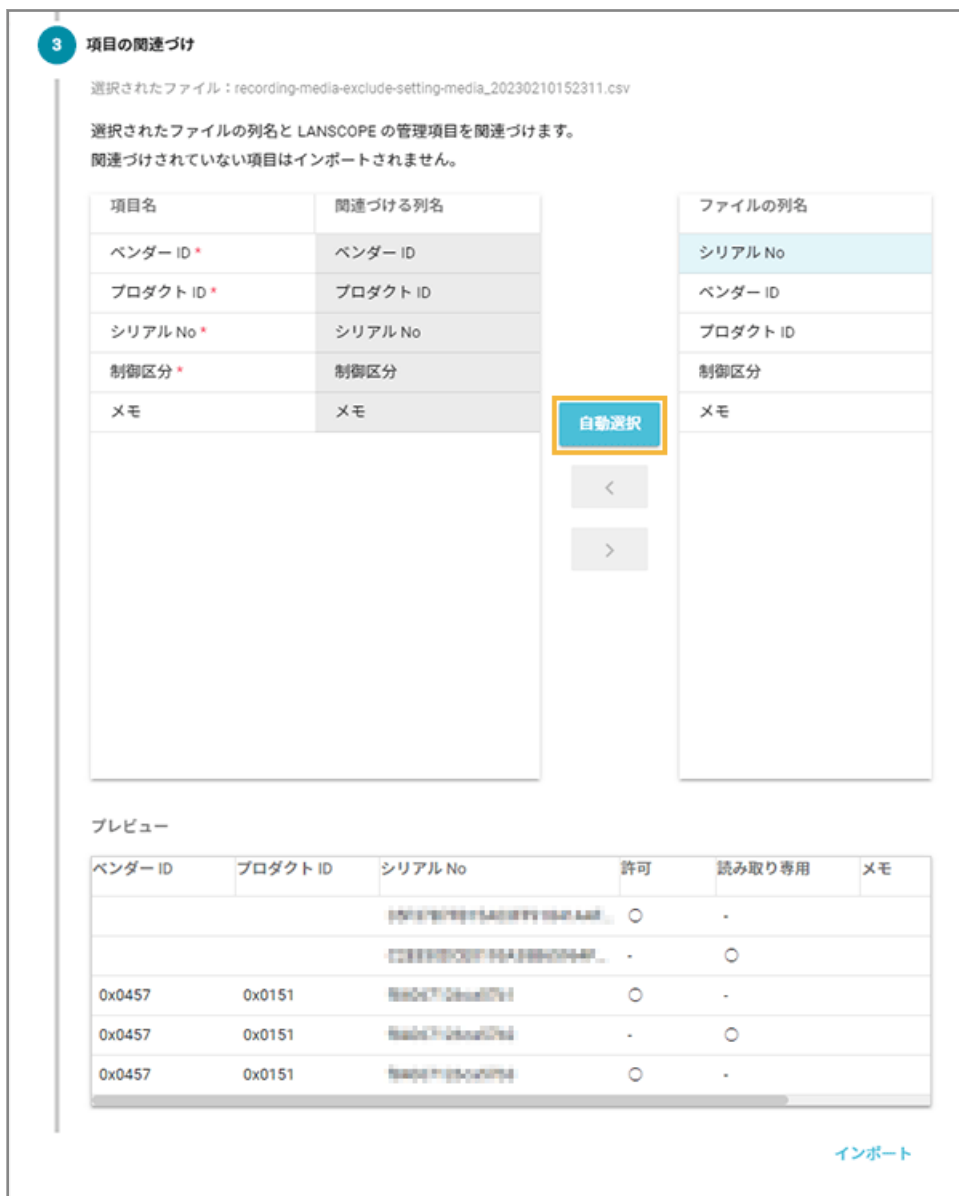 3 項目の関連づけ
選択されたファイル：recording-media-exclude-setting-media_20230210152311.csv
選択されたファイルの列名と LANSCOPE の管理項目を関連づけます。
関連づけされていない項目はインポートされません。
項目名 関連づける列名 ファイルの列名
ベンダー ID * ベンダー ID シリアル No
プロダクト ID * プロダクト ID ベンダー ID
シリアル No * シリアル No プロダクト ID
制御区分 * 制御区分 制御区分
メモ メモ メモ
自動選択
<
>
プレビュー
ベンダー ID プロダクト ID シリアル No 許可 読み取り専用 メモ
○ -
- ○
0x0457 0x0151 ○ -
0x0457 0x0151 - ○
0x0457 0x0151 ○ -
インポート